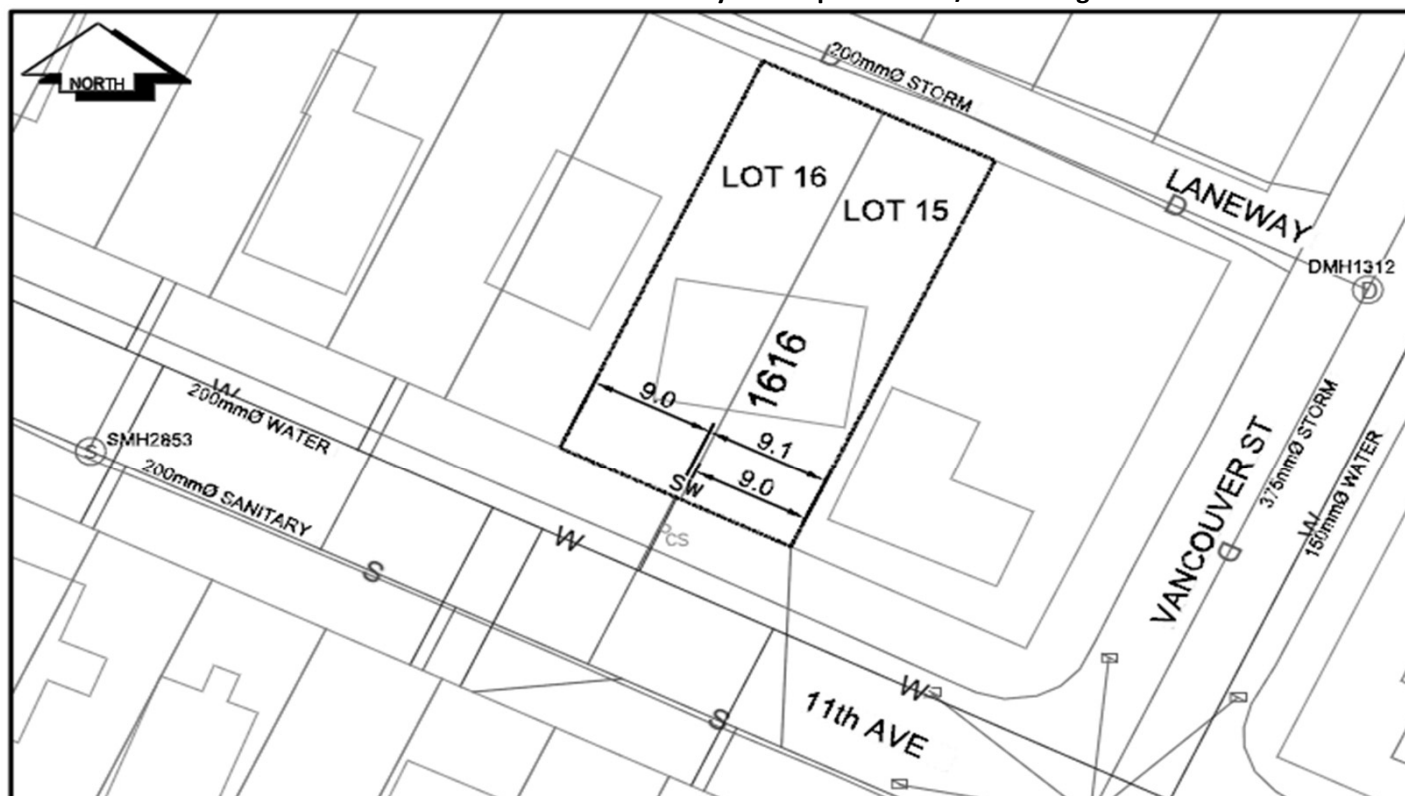 NORTH
200mmØ STORM
D
LOT 16
LOT 15
LANEWAY
D
DMH1312
D
1616
9.0
9.1
9.0
SW
CS
W
200mmØ WATER
SMH2853
S
200mmØ SANITARY
S
W
VANCOUVER ST
375mmØ STORM
D
W
150mmØ WATER
W
S
11th AVE